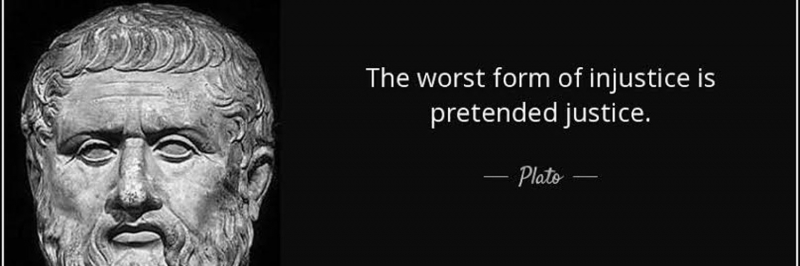 The worst form of injustice is
pretended justice.
— Plato —